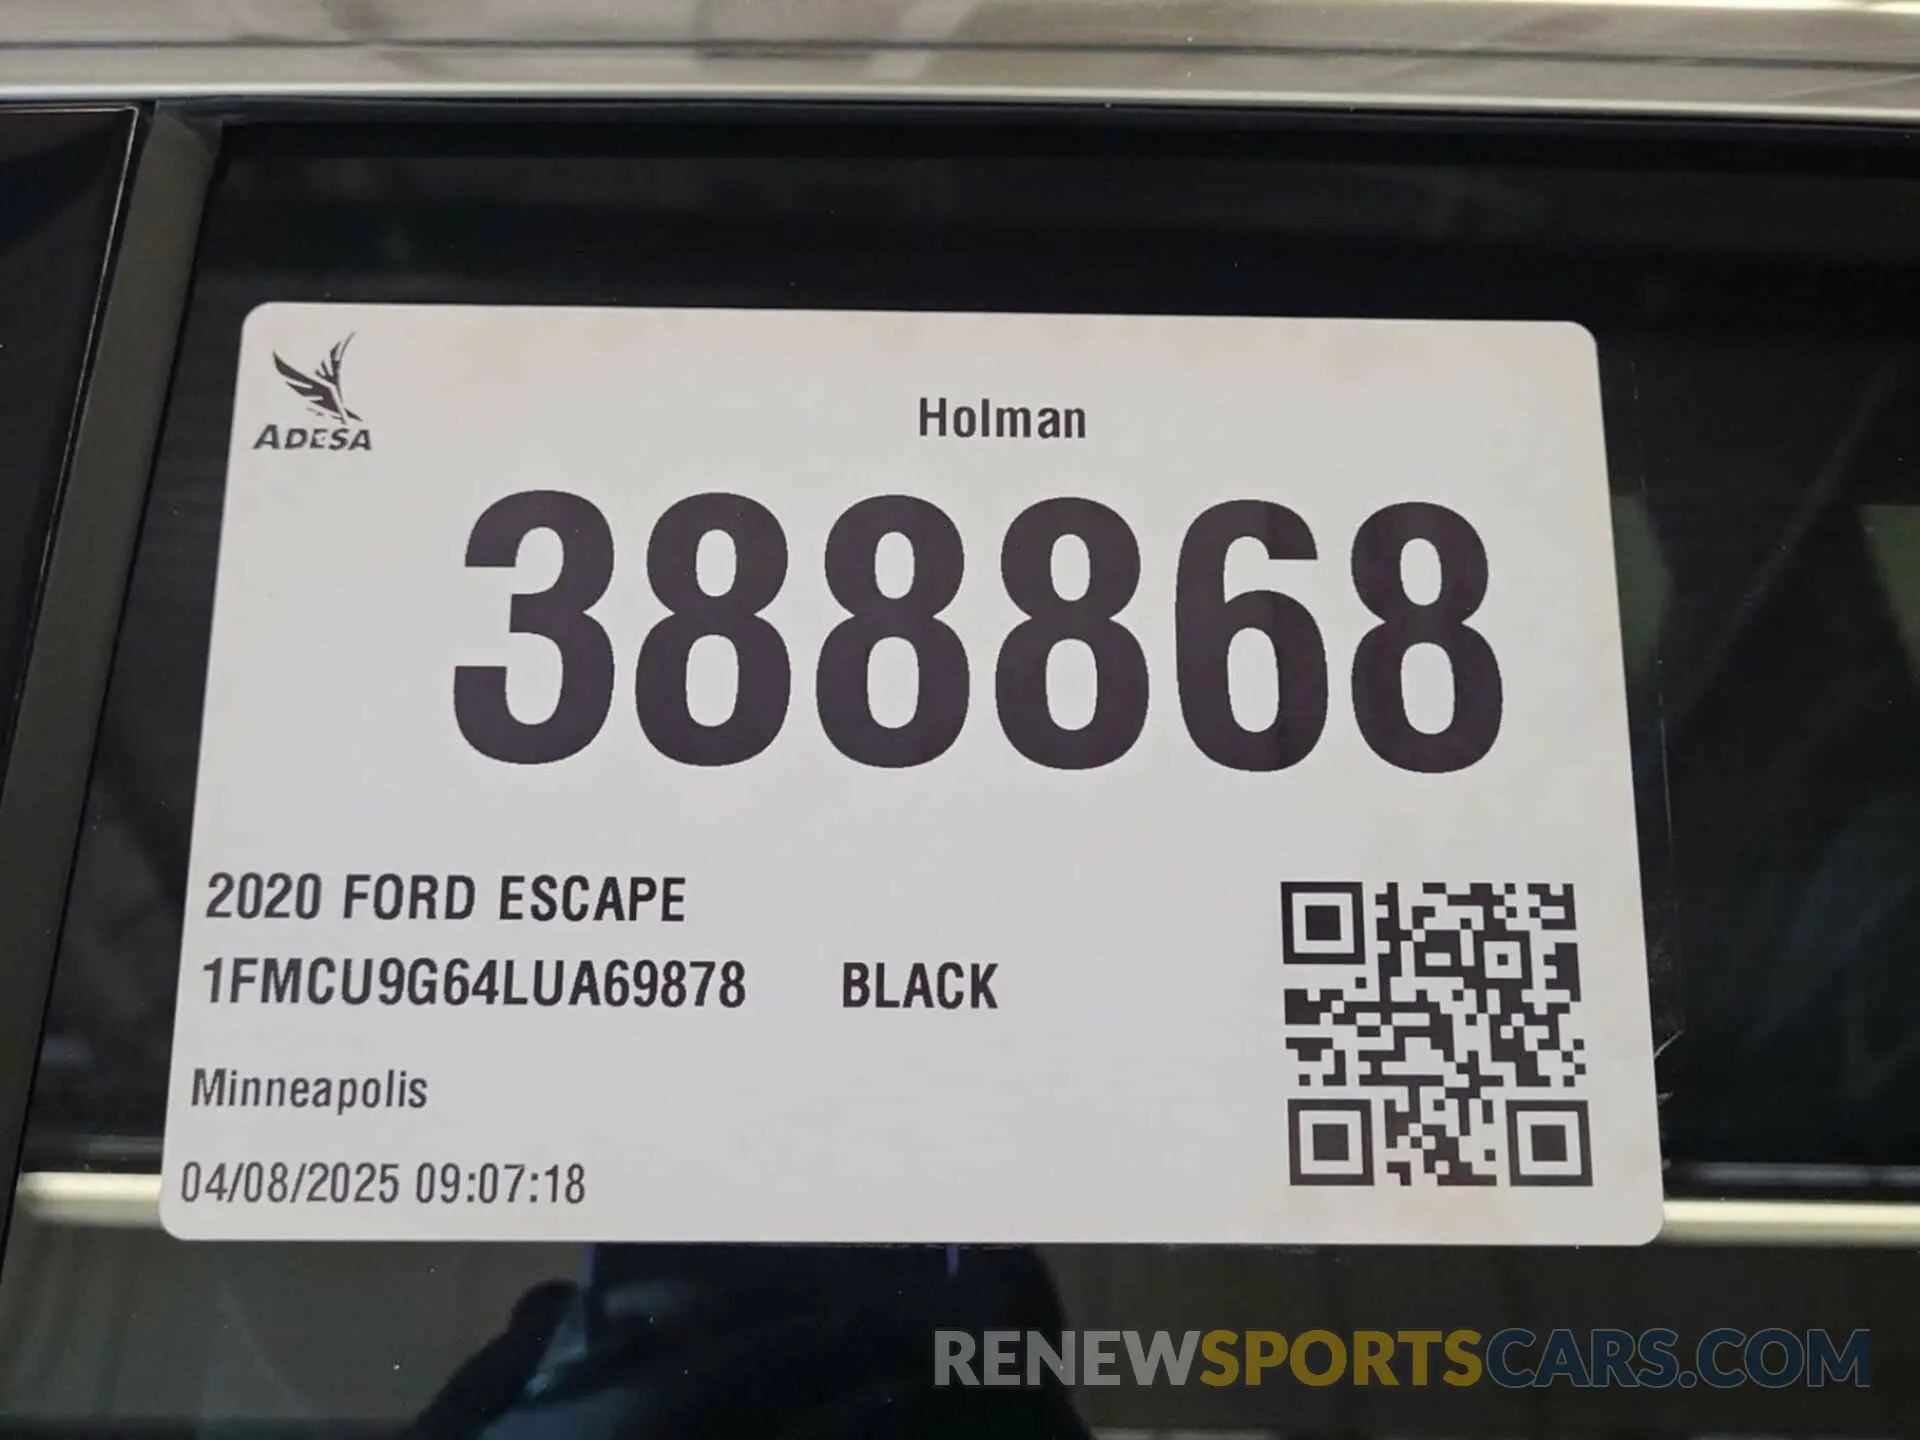 ADESA
Holman
388868
2020 FORD ESCAPE
1FMCU9G64LUA69878 BLACK
Minneapolis
04/08/2025 09:07:18
RENEWSPORTSCARS.COM